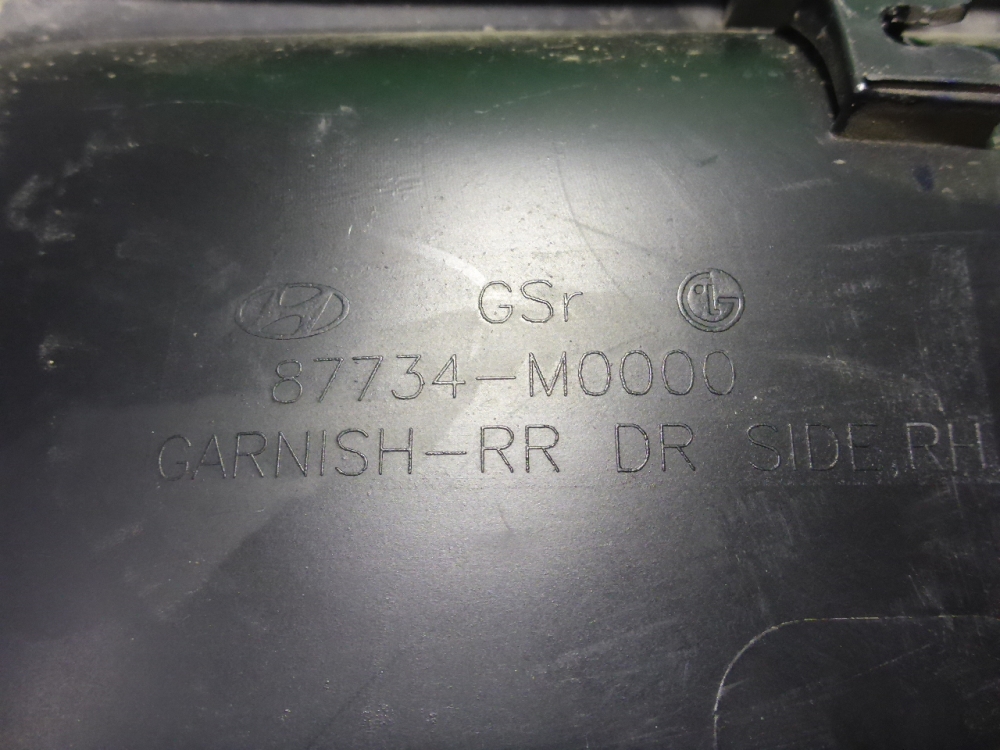 GSr
87734-M0000
GARNISH-RR DR SIDE, RH